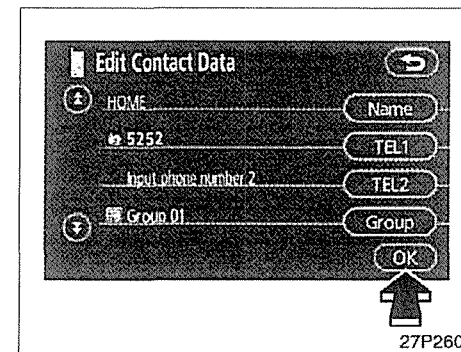 Edit Contact Data
HOME Name
5252 TEL1
Input phone number 2 TEL2
Group 01 Group
OK
27P260